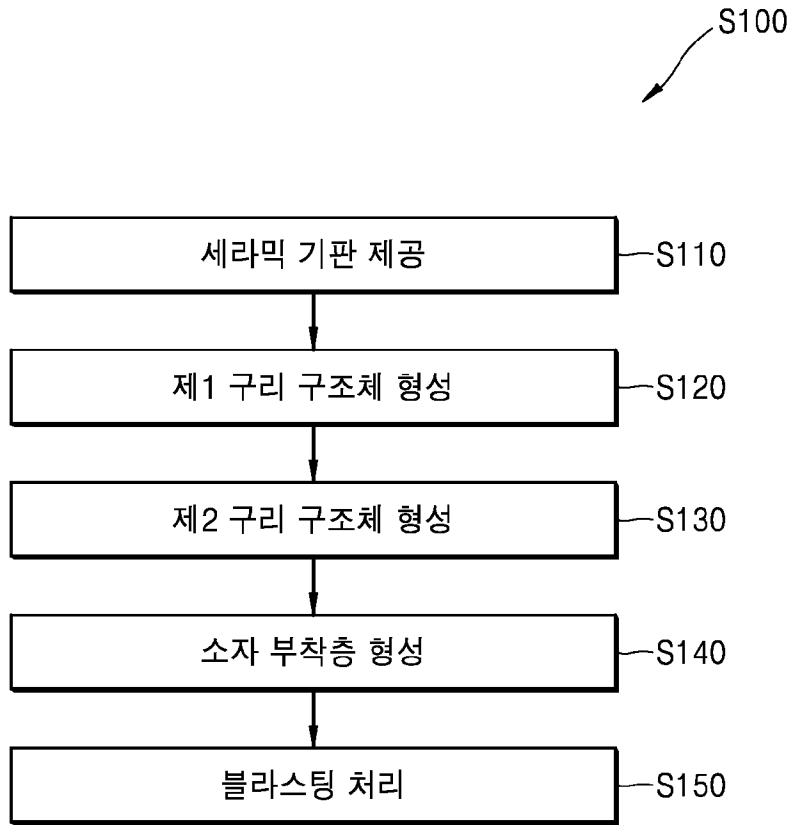 S100
세라믹 기판 제공
S110
제1 구리 구조체 형성
S120
제2 구리 구조체 형성
S130
소자 부착층 형성
S140
블라스팅 처리
S150